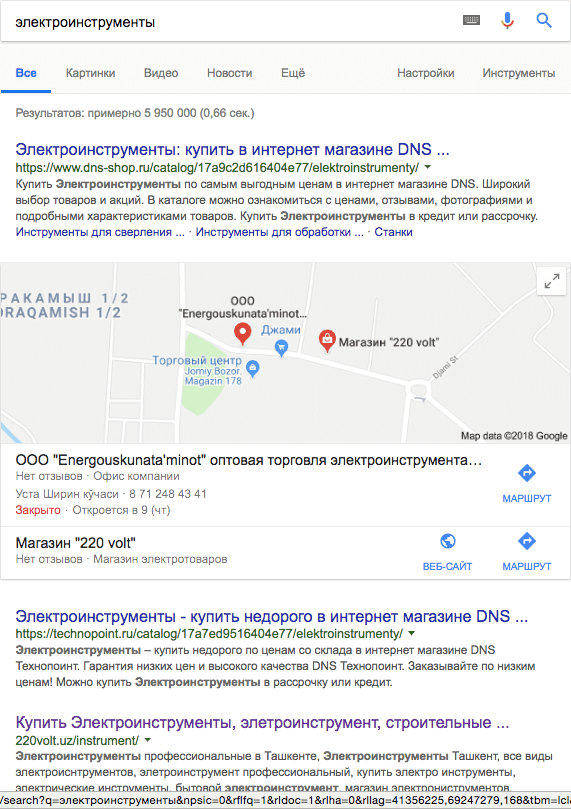 электроинструменты
Все Картинки Видео Новости Ещё Настройки Инструменты
Результатов: примерно 5 950 000 (0,66 сек.)
Электроинструменты: купить в интернет магазине DNS ...
https://www.dns-shop.ru/catalog/17a9c2d616404e77/elektroinstrumenty/
Купить Электроинструменты по самым выгодным ценам в интернет магазине DNS. Широкий
выбор товаров и акций. В каталоге можно ознакомиться с ценами, отзывами, фотографиями и
подробными характеристиками товаров. Купить Электроинструменты в кредит или рассрочку.
Инструменты для сверления ... · Инструменты для обработки ... · Станки
РАКАМЫШ 1/2
ORAQAMISH 1/2
ООО
"Energouskunata'minot...
Джами
Магазин "220 volt"
Торговый центр
Jomiy Bozor.
Magazin 178
Djami St
Map data ©2018 Google
ООО "Energouskunata'minot" оптовая торговля электроинструмента...
Нет отзывов · Офис компании
Уста Ширин кўчаси · 8 71 248 43 41
Закрыто · Откроется в 9 (чт)
МАРШРУТ
Магазин "220 volt"
Нет отзывов · Магазин электротоваров
ВЕБ-САЙТ МАРШРУТ
Электроинструменты - купить недорого в интернет магазине DNS ...
https://technopoint.ru/catalog/17a7ed9516404e77/elektroinstrumenty/
Электроинструменты – купить недорого по ценам со склада в интернет магазине DNS
Технопоинт. Гарантия низких цен и высокого качества DNS Технопоинт. Заказывайте по низким
ценам! Можно купить Электроинструменты в рассрочку или кредит.
Купить Электроинструменты, элетроинструмент, строительные ...
220volt.uz/instrument/
Электроинструменты профессиональные в Ташкенте, Электроинструменты Ташкент, все виды
электроисnтрументов, элетроинструмент профессиональный, купить электро инструменты,
электрические инструменты, бытовой электроинструмент, магазин электрониструментов.
/search?q=электроинструменты&npsic=0&rflfq=1&rldoc=1&rlha=0&rllag=41356225,69247279,168&tbm=lcl&